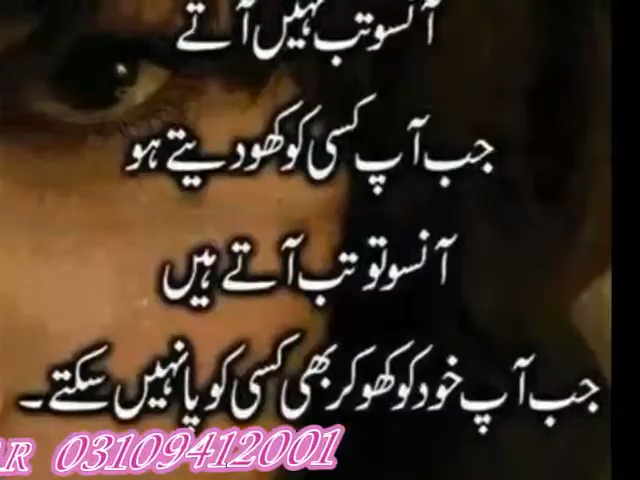 آنسو تب نہیں آتے
جب آپ کسی کو کھو دیتے ہو
آنسو تو تب آتے ہیں
جب آپ خود کو کھو کر بھی کسی کو پا نہیں سکتے۔
AR 03109412001